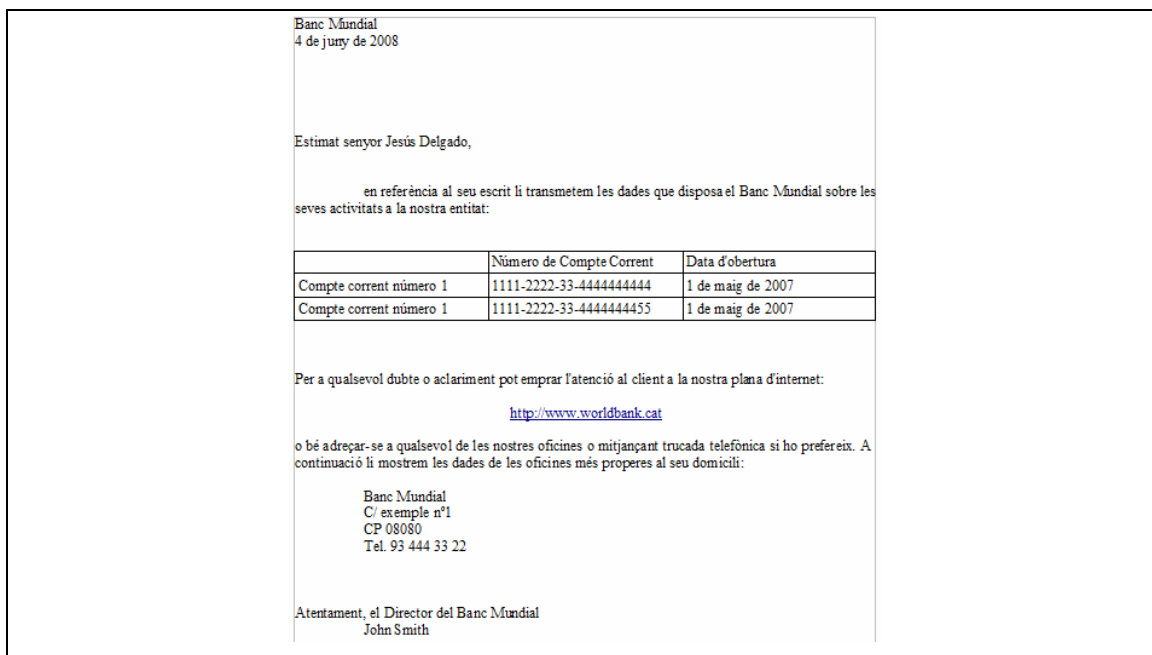 Banc Mundial
4 de juny de 2008
Estimat senyor Jesús Delgado,
en referència al seu escrit li transmetem les dades que disposa el Banc Mundial sobre les
seves activitats a la nostra entitat:
Número de Compte Corrent Data d'obertura
Compte corrent número 1 1111-2222-33-4444444444 1 de maig de 2007
Compte corrent número 1 1111-2222-33-4444444455 1 de maig de 2007
Per a qualsevol dubte o aclariment pot emprar l'atenció al client a la nostra plana d'internet:
http://www.worldbank.cat
o bé adreçar-se a qualsevol de les nostres oficines o mitjançant trucada telefònica si ho prefereix. A
continuació li mostrem les dades de les oficines més properes al seu domicili:
Banc Mundial
C/ exemple nº1
CP 08080
Tel. 93 444 33 22
Atentament, el Director del Banc Mundial
John Smith